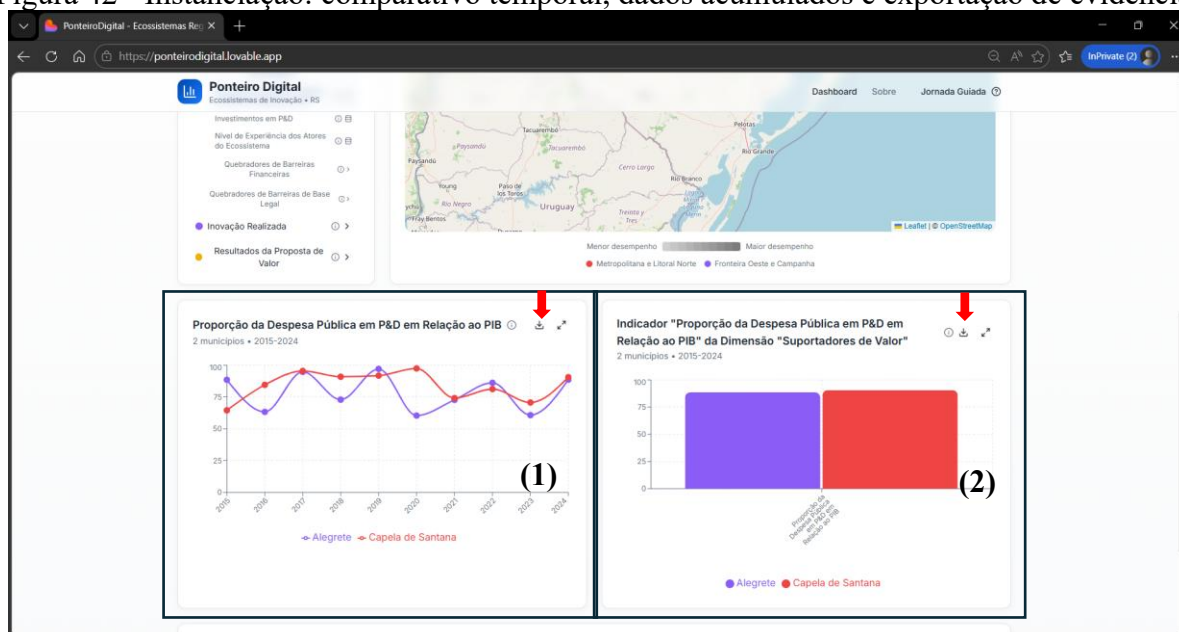 Figura 42 - Instanciação: comparativo temporal, dados acumulados e exportação de evidência
PonteiroDigital - Ecossistemas Reg
https://ponteirodigital.lovable.app
InPrivate (2)
Ponteiro Digital
Ecossistemas de Inovação • RS
Dashboard
Sobre
Jornada Guiada
Investimentos em P&D
Nível de Experiência dos Atores
do Ecossistema
Quebradores de Barreiras
Financeiras
Quebradores de Barreiras de Base
Legal
Inovação Realizada
Resultados da Proposta de
Valor
Tacuarembó
Paysandú
Paysandú
Tacuarembó
Cerro Largo
Pelotas
Rio Grande
Río Branco
Young
Paso de
los Toros
Río Negro
Uruguay
Treinta y
Tres
Fray Bentos
Leaflet | © OpenStreetMap
Menor desempenho
Maior desempenho
Metropolitana e Litoral Norte
Fronteira Oeste e Campanha
Proporção da Despesa Pública em P&D em Relação ao PIB
2 municípios • 2015-2024
100
75
50
25
0
2015
2016
2017
2018
2019
2020
2021
2022
2023
2024
(1)
Alegrete
Capela de Santana
Indicador "Proporção da Despesa Pública em P&D em
Relação ao PIB" da Dimensão "Suportadores de Valor"
2 municípios • 2015-2024
100
75
50
25
0
(2)
Proporção da
Despesa Pública
em P&D em
Relação ao PIB
Alegrete
Capela de Santana